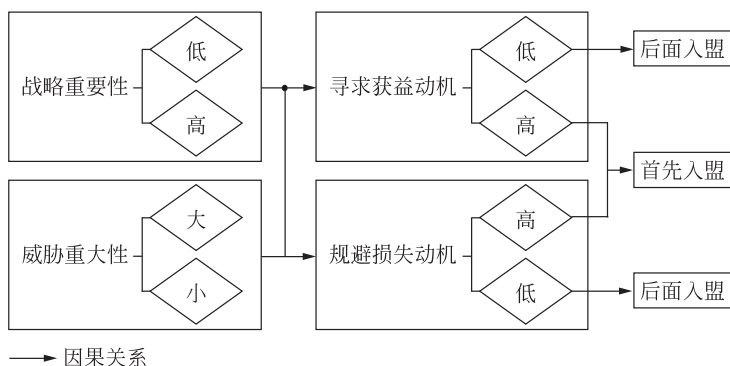 战略重要性
低
高
寻求获益动机
低
高
后面入盟
首先入盟
威胁重大性
大
小
规避损失动机
高
低
后面入盟
因果关系